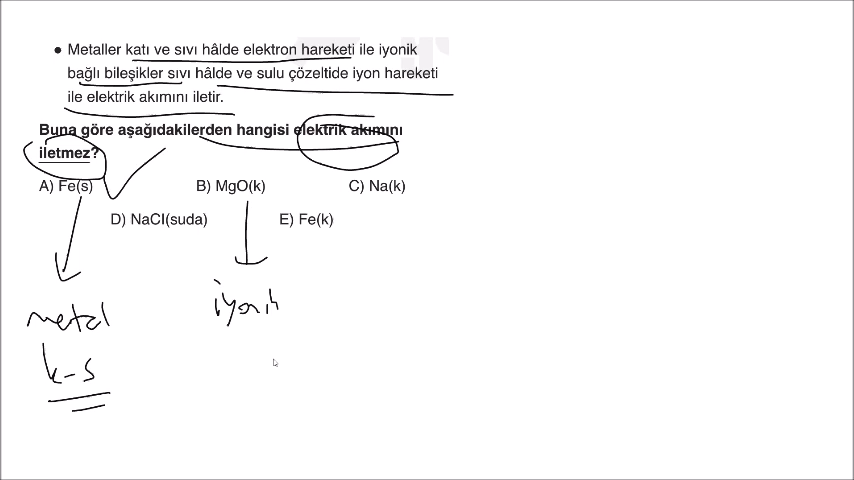 • Metaller katı ve sıvı hâlde elektron hareketi ile iyonik
bağlı bileşikler sıvı hâlde ve sulu çözeltide iyon hareketi
ile elektrik akımını iletir.
Buna göre aşağıdakilerden hangisi elektrik akımını
iletmez?
A) Fe(s) B) MgO(k) C) Na(k)
D) NaCl(suda) E) Fe(k)
metal iyonik
k-s